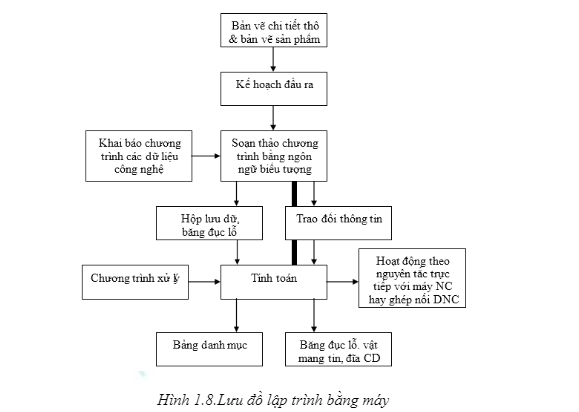 Bản vẽ chi tiết thô
& bản vẽ sản phẩm
Kế hoạch đầu ra
Khai báo chương
trình các dữ liệu
công nghệ
Soạn thảo chương
trình bằng ngôn
ngữ biểu tượng
Hộp lưu dữ,
băng đục lỗ
Trao đổi thông tin
Chương trình xử lý
Tính toán
Hoạt động theo
nguyên tắc trực
tiếp với máy NC
hay ghép nối DNC
Bảng danh mục
Băng đục lỗ. vật
mang tin, đĩa CD
Hình 1.8.Lưu đồ lập trình bằng máy